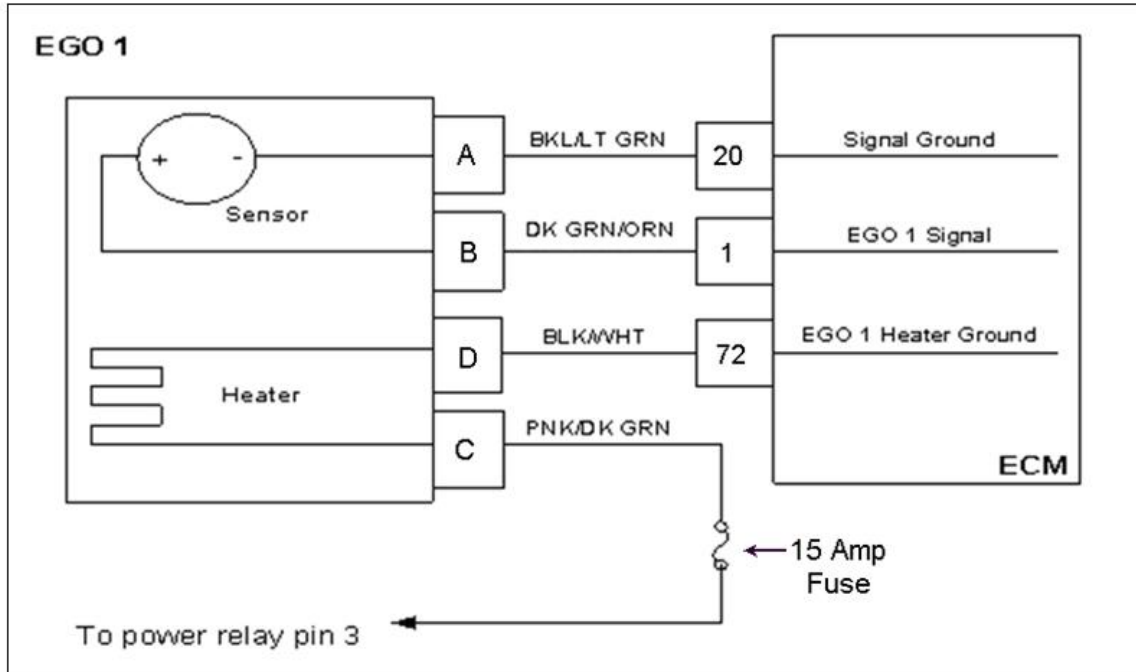 EGO 1
+ -
Sensor
A
BKL/LT GRN
20
Signal Ground
B
DK GRN/ORN
1
EGO 1 Signal
D
BLK/WHT
72
EGO 1 Heater Ground
Heater
C
PNK/DK GRN
ECM
15 Amp
Fuse
To power relay pin 3